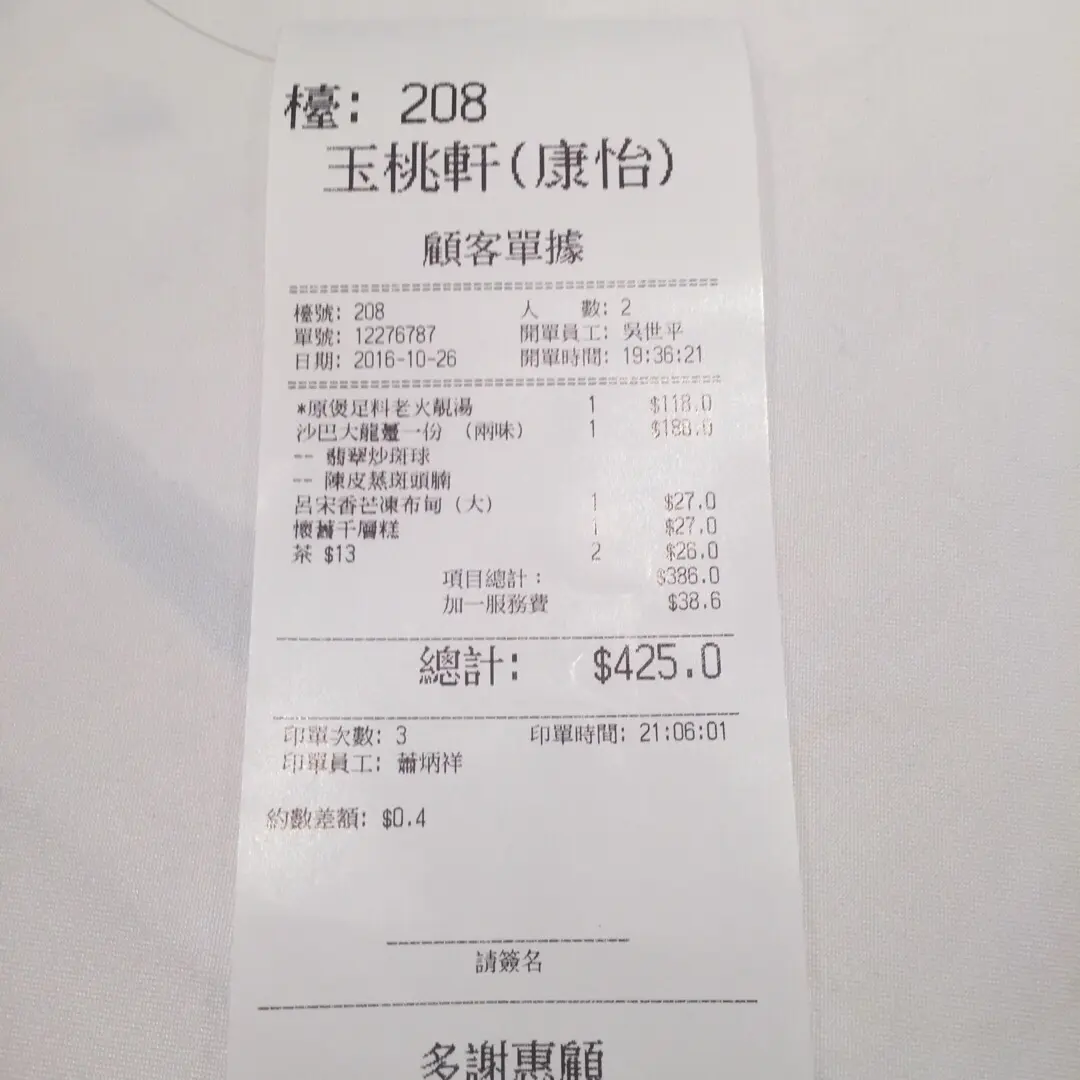 檯: 208
玉桃軒(康怡)
顧客單據
檯號: 208 人 數: 2
單號: 12276787 開單員工: 吳世平
日期: 2016-10-26 開單時間: 19:36:21
*原煲足料老火靚湯 1 $118.0
沙巴大龍躉一份 (兩味) 1 $188.0
-- 翡翠炒斑球
-- 陳皮蒸斑頭腩
呂宋香芒凍布甸 (大) 1 $27.0
懷舊千層糕 1 $27.0
茶 $13 2 $26.0
項目總計: $386.0
加一服務費 $38.6
總計: $425.0
印單次數: 3 印單時間: 21:06:01
印單員工: 蕭炳祥
約數差額: $0.4
請簽名
多謝惠顧